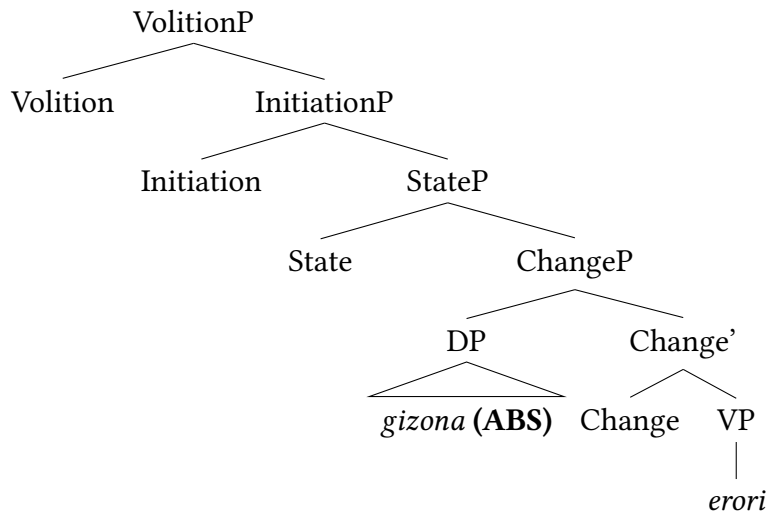 VolitionP
Volition InitiationP
Initiation StateP
State ChangeP
DP Change’
gizona (ABS) Change VP
erori